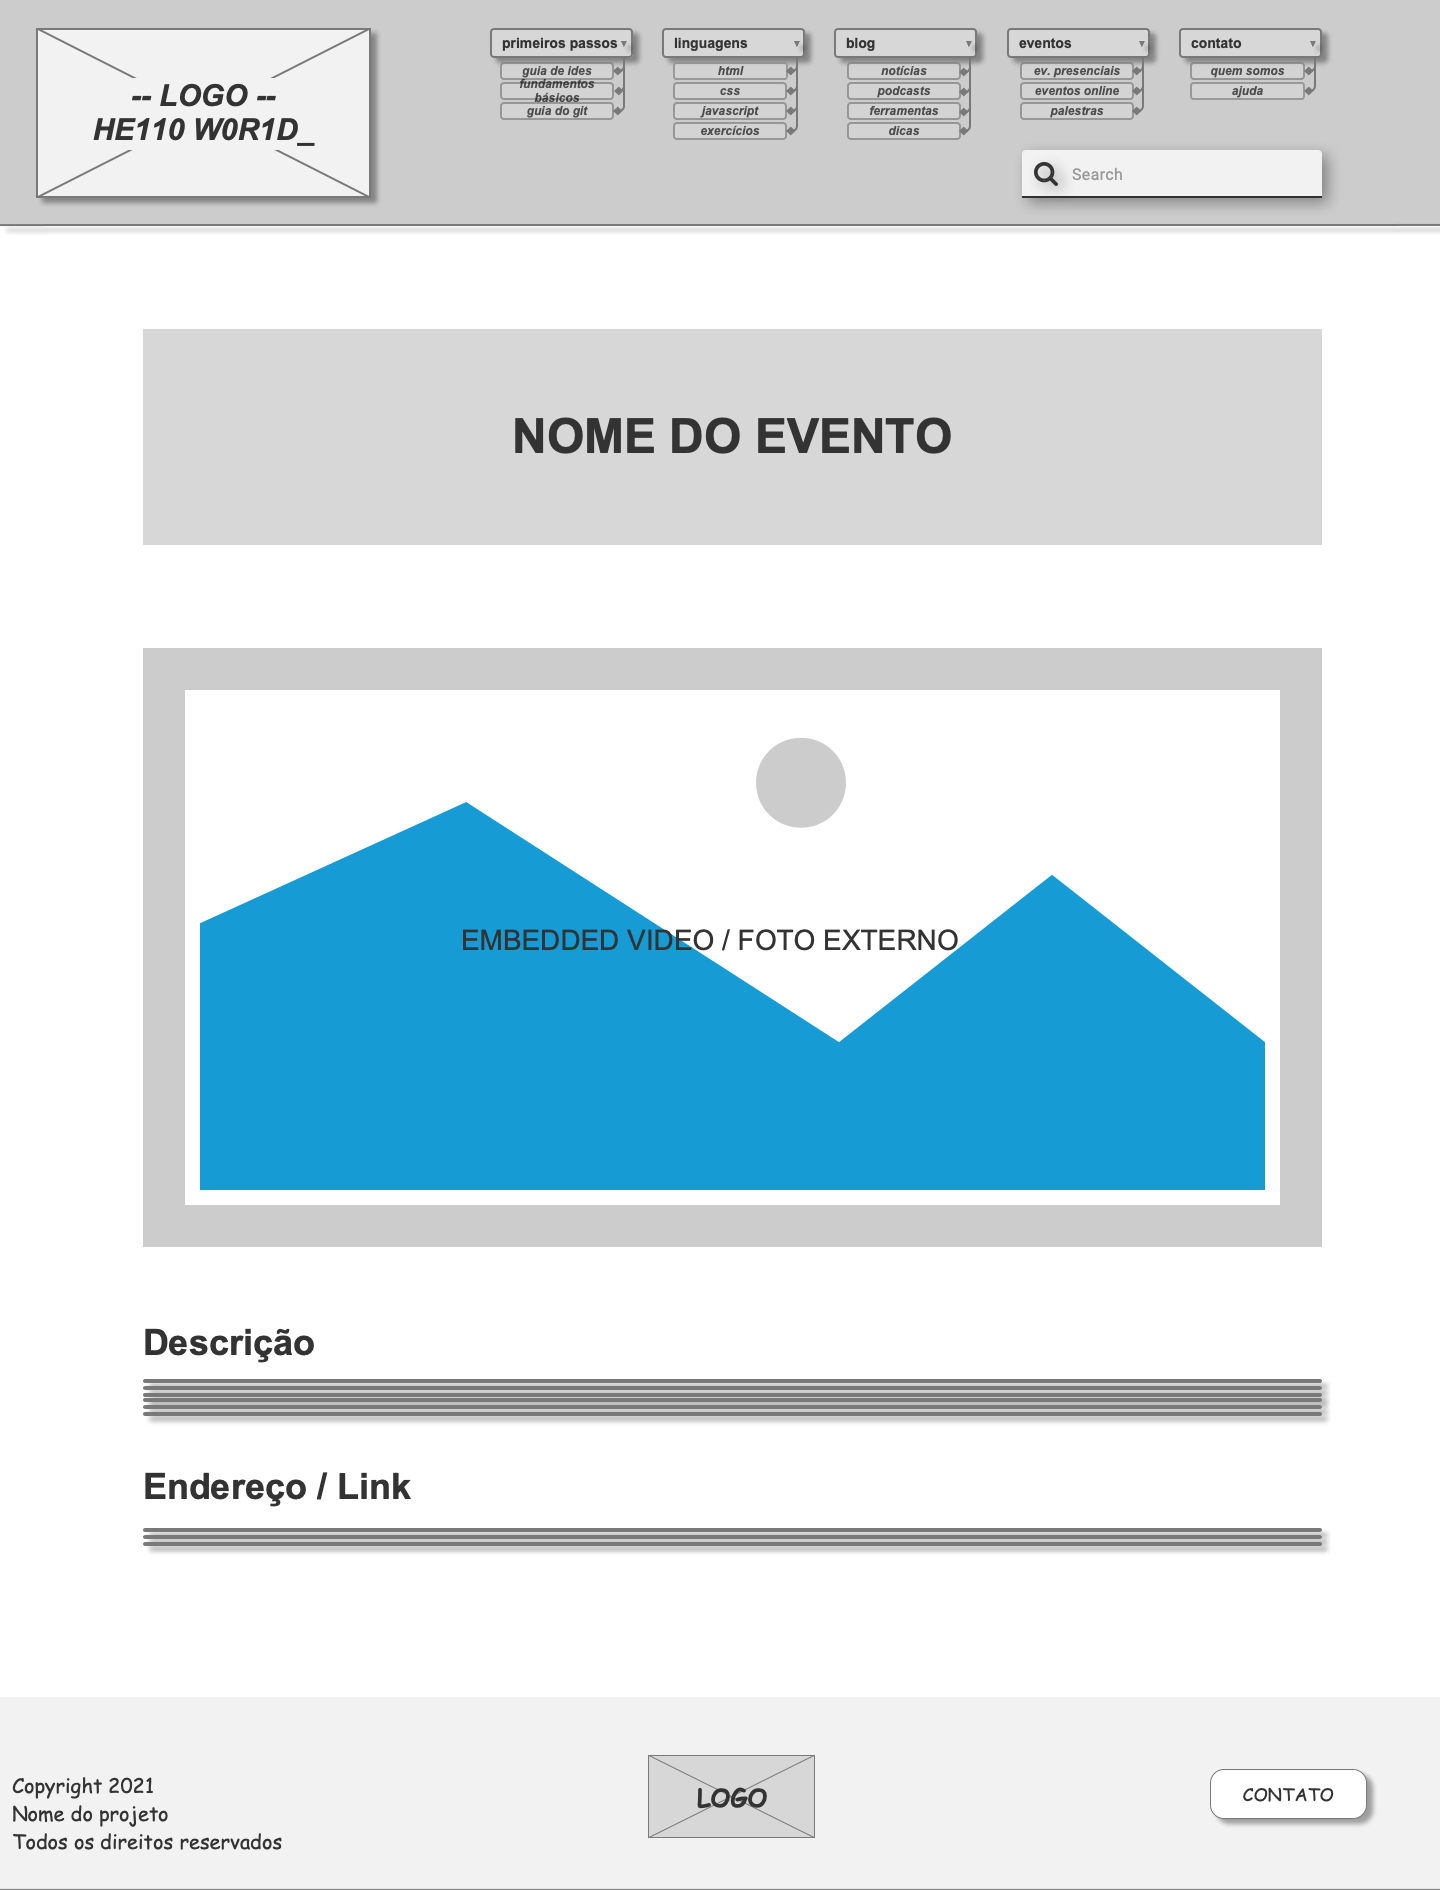 -- LOGO --
HE110 W0R1D_
primeiros passos
guia de ides
fundamentos
básicos
guia do git
linguagens
html
css
javascript
exercícios
blog
notícias
podcasts
ferramentas
dicas
eventos
ev. presenciais
eventos online
palestras
contato
quem somos
ajuda
Search
NOME DO EVENTO
EMBEDDED VIDEO / FOTO EXTERNO
Descrição
Endereço / Link
Copyright 2021
Nome do projeto
Todos os direitos reservados
LOGO
CONTATO